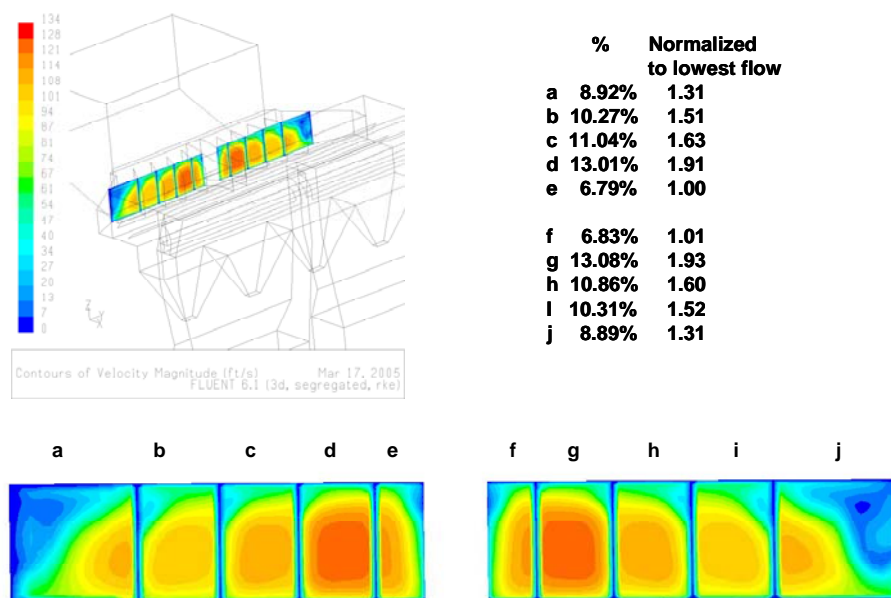 134
128
121
114
108
101
94
87
81
74
67
61
54
47
40
34
27
20
13
7
0
Z
Y
X
Contours of Velocity Magnitude (ft/s) Mar 17, 2005
FLUENT 6.1 (3d, segregated, rke)
% Normalized
to lowest flow
a 8.92% 1.31
b 10.27% 1.51
c 11.04% 1.63
d 13.01% 1.91
e 6.79% 1.00
f 6.83% 1.01
g 13.08% 1.93
h 10.86% 1.60
I 10.31% 1.52
j 8.89% 1.31
a b c d e f g h i j